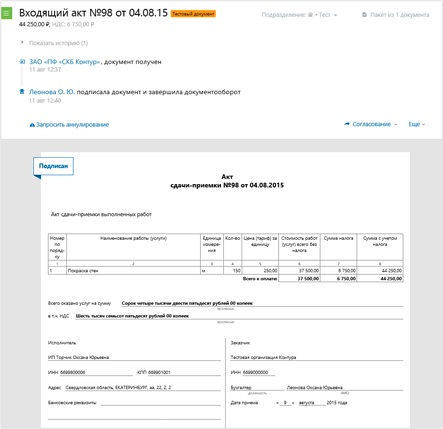 Входящий акт №98 от 04.08.15 Тестовый документ
Подразделение: Тест
Пакет из 1 документа
44 250,00 ₽, НДС: 6 750,00 ₽
Показать историю (1)
ЗАО «ПФ «СКБ Контур», документ получен
11 авг 12:37
Леонова О. Ю. подписала документ и завершила документооборот
11 авг 12:40
Запросить аннулирование
Согласование
Еще
Подписан
Акт
сдачи-приемки №98 от 04.08.2015
Акт сдачи-приемки выполненных работ
Номер по поряд-ку Наименование работы (услуги) Единица измере-ния Кол-во Цена (тариф) за единицу Стоимость работ (услуг) всего без налога Сумма налога Сумма с учетом налога
1 2 3 4 5 6 7 8
1 Покраска стен м 150 250,00 37 500,00 6 750,00 44 250,00
Всего к оплате 37 500,00 6 750,00 44 250,00
Всего оказано услуг на сумму Сорок четыре тысячи двести пятьдесят рублей 00 копеек
прописью
в т.ч. НДС Шесть тысяч семьсот пятьдесят рублей 00 копеек
прописью
Исполнитель
ИП Торчик Оксана Юрьевна
ИНН 6699800006 КПП 669901001
Адрес Свердловская область, ЕКАТЕРИНБУРГ, 22, 2, 2
Банковские реквизиты:
Заказчик:
Тестовая организация Контура
ИНН 6699000000
Бухгалтер Леонова Оксана Юрьевна
должность ФИО
Дата приема « 9 » августа 2015 года